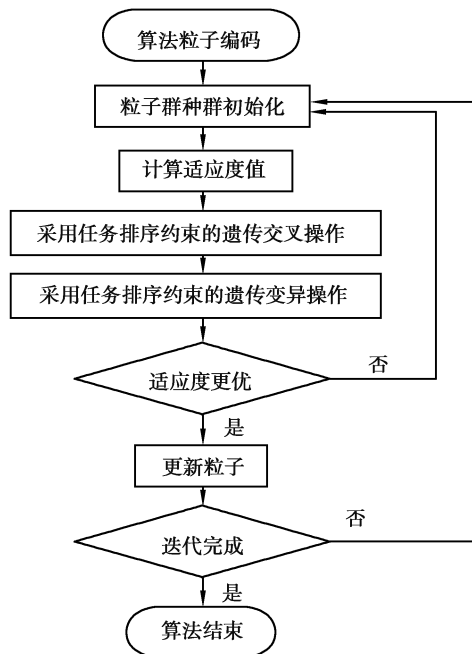 算法粒子编码
粒子群种群初始化
计算适应度值
采用任务排序约束的遗传交叉操作
采用任务排序约束的遗传变异操作
适应度更优
否
是
更新粒子
迭代完成
否
是
算法结束